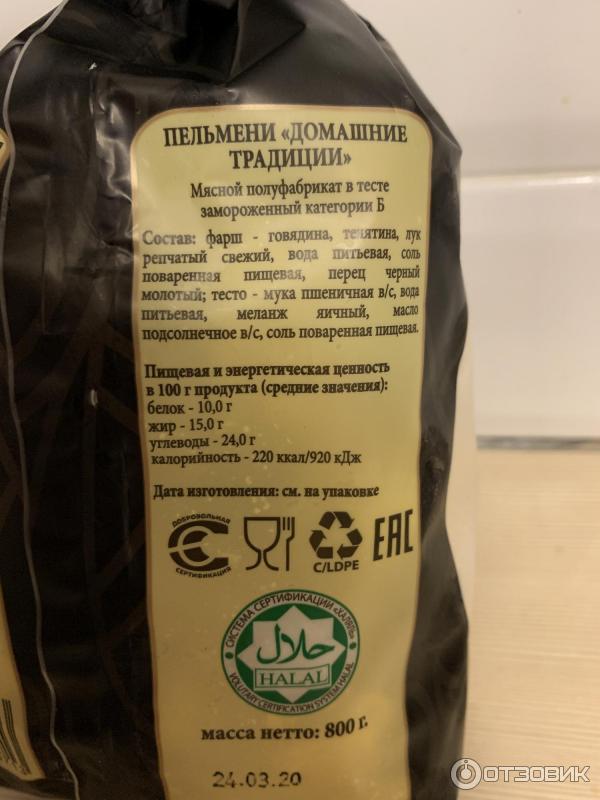 ПЕЛЬМЕНИ «ДОМАШНИЕ
ТРАДИЦИИ»
Мясной полуфабрикат в тесте
замороженный категории Б
Состав: фарш - говядина, телятина, лук
репчатый свежий, вода питьевая, соль
поваренная пищевая, перец черный
молотый; тесто - мука пшеничная в/с, вода
питьевая, меланж яичный, масло
подсолнечное в/с, соль поваренная пищевая.
Пищевая и энергетическая ценность
в 100 г продукта (средние значения):
белок - 10,0 г
жир - 15,0 г
углеводы - 24,0 г
калорийность - 220 ккал/920 кДж
Дата изготовления: см. на упаковке
ДОБРОВОЛЬНАЯ
СЕРТИФИКАЦИЯ
C/LDPE
EAC
СИСТЕМА СЕРТИФИКАЦИИ «ХАЛЯЛЬ»
حلال
HALAL
VOLUTARY CERTIFICATION SYSTEM HALAL
масса нетто: 800 г.
24.03.20
ОТЗОВИК